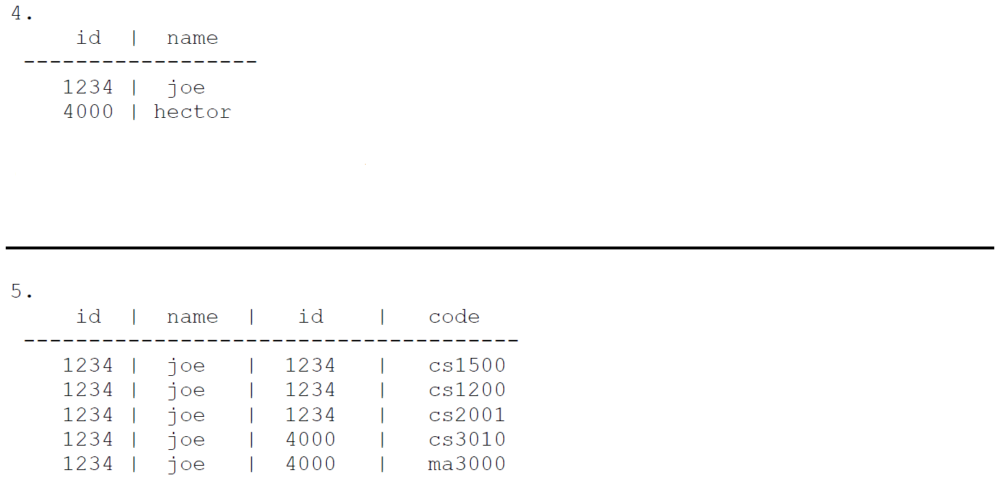 4.
id | name
------------------
1234 | joe
4000 | hector
5.
id | name | id | code
--------------------------------------
1234 | joe | 1234 | cs1500
1234 | joe | 1234 | cs1200
1234 | joe | 1234 | cs2001
1234 | joe | 4000 | cs3010
1234 | joe | 4000 | ma3000